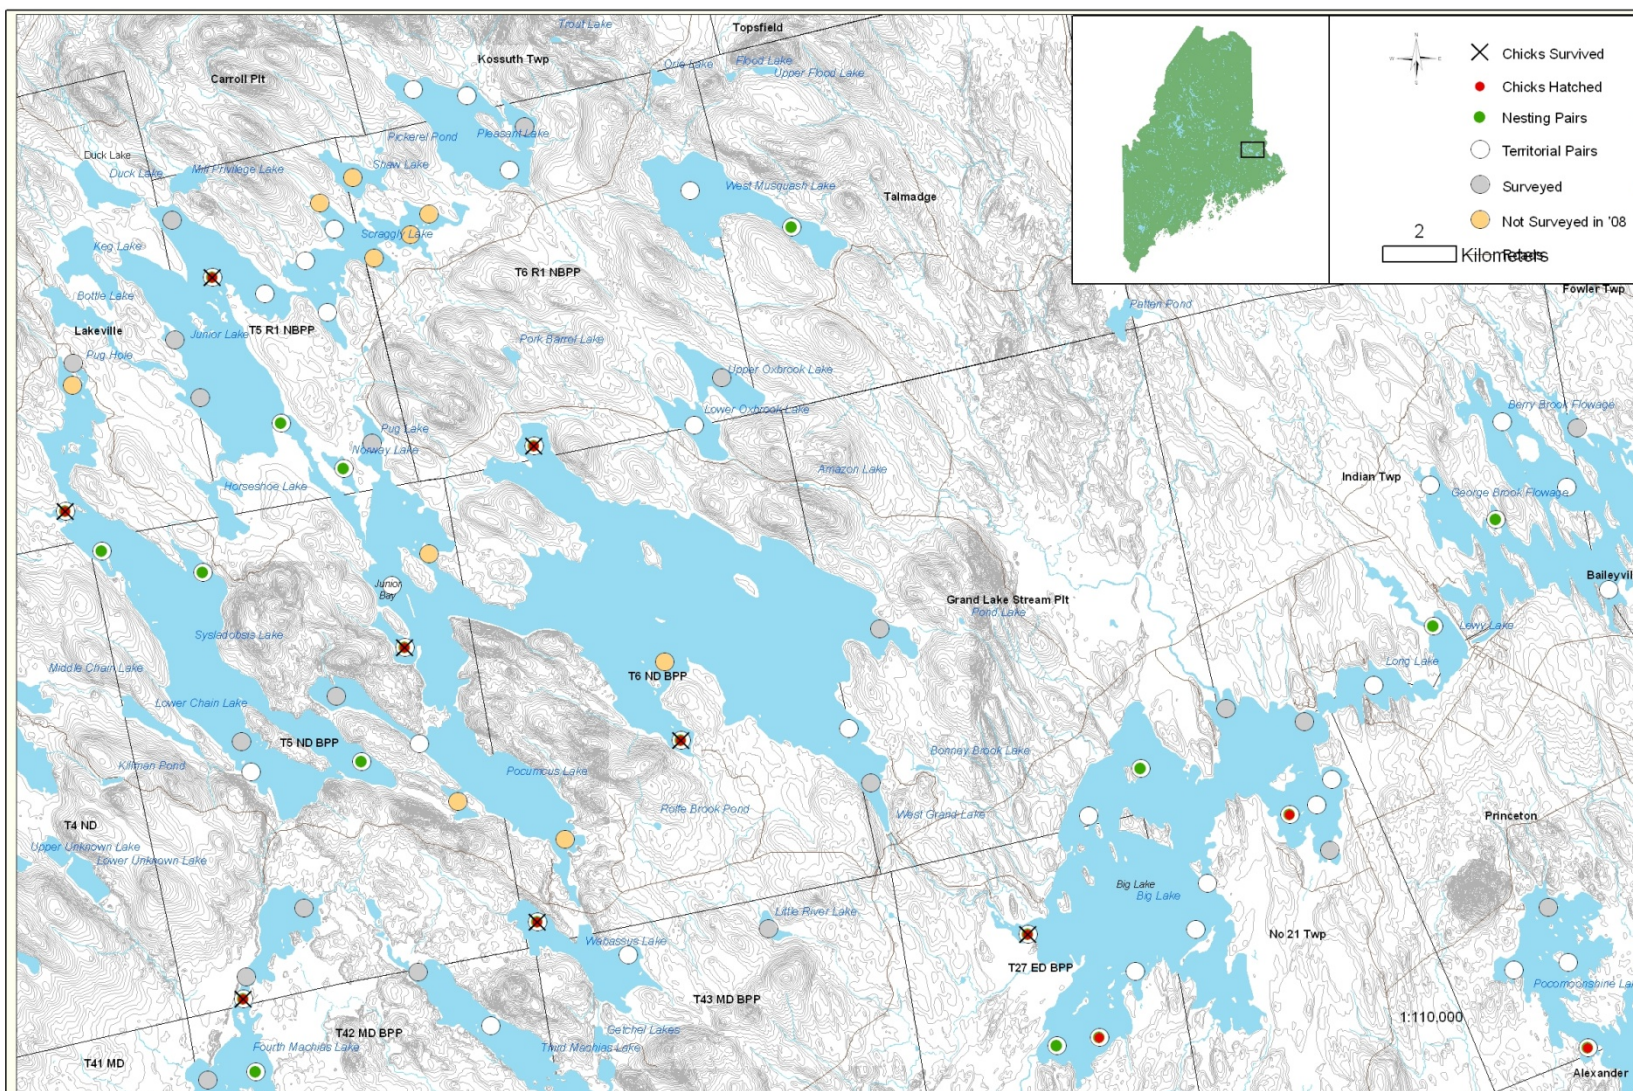 Trout Lake
Topsfield
Kossuth Twp
Orie Lake
Flood Lake
Upper Flood Lake
Carroll Plt
Pickerel Pond
Pleasant Lake
Duck Lake
Duck Lake
Mill Privilege Lake
Shaw Lake
West Musquash Lake
Talmadge
Scraggly Lake
Keg Lake
T6 R1 NBPP
Bottle Lake
Lakeville
Junior Lake
T5 R1 NBPP
Pug Hole
Pork Barrel Lake
Upper Oxbrook Lake
Lower Oxbrook Lake
Pug Lake
Norway Lake
Horseshoe Lake
Amazon Lake
Junior
Bay
Grand Lake Stream Plt
Pond Lake
Sysladobsis Lake
Middle Chain Lake
Lower Chain Lake
T6 ND BPP
T5 ND BPP
Killman Pond
Pocumcus Lake
Bonney Brook Lake
Rolfe Brook Pond
West Grand Lake
T4 ND
Upper Unknown Lake
Lower Unknown Lake
Big Lake
Big Lake
Little River Lake
Wabassus Lake
No 21 Twp
T27 ED BPP
T43 MD BPP
Getchel Lakes
T42 MD BPP
Fourth Machias Lake
Third Machias Lake
T41 MD
N
W
E
S
Chicks Survived
Chicks Hatched
Nesting Pairs
Territorial Pairs
Surveyed
Not Surveyed in '08
2
Kilometers
Roads
Fowler Twp
Patten Pond
Berry Brook Flowage
Indian Twp
George Brook Flowage
Baileyvil
Lewy Lake
Long Lake
Princeton
Pocomoonshine La
1:110,000
Alexander